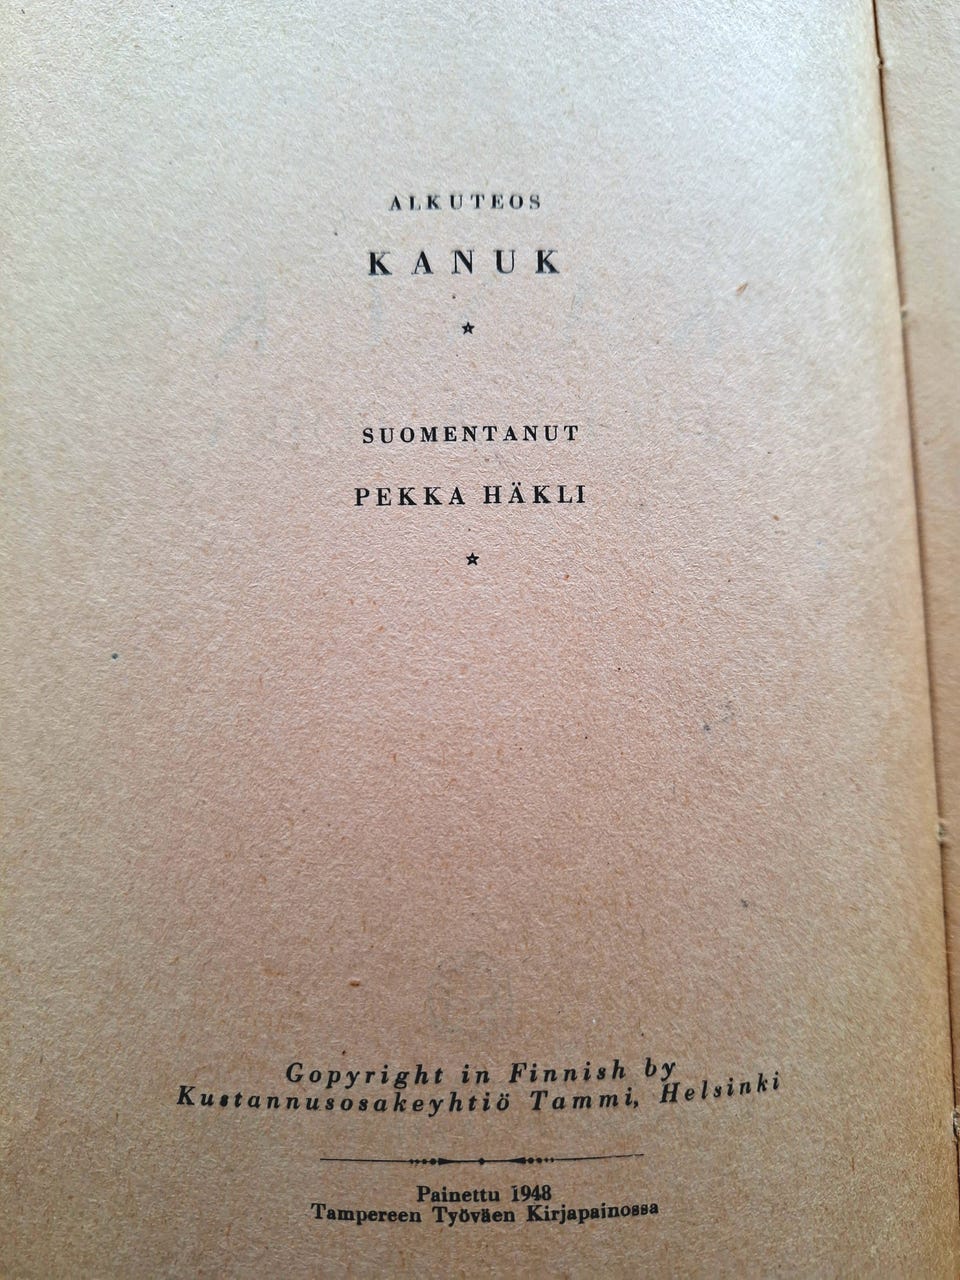 ALKUTEOS
KANUK
SUOMENTANUT
PEKKA HÄKLI
Gopyright in Finnish by
Kustannusosakeyhtiö Tammi, Helsinki
Painettu 1948
Tampereen Työväen Kirjapainossa